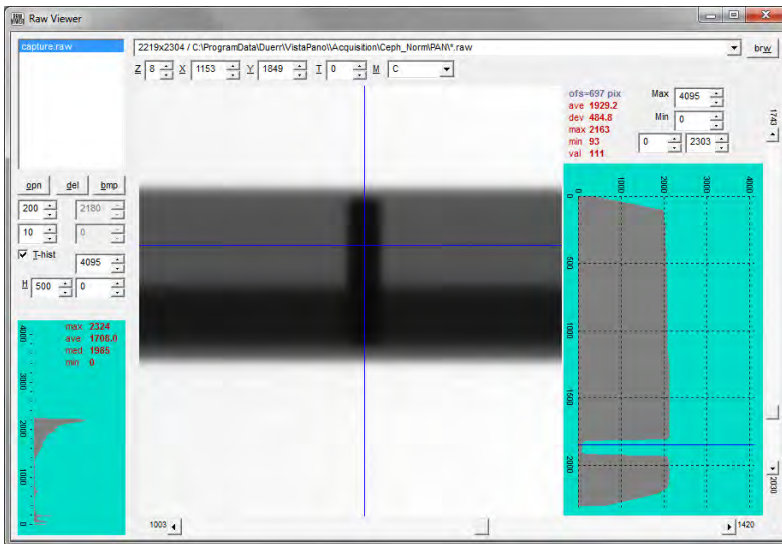 Raw Viewer
capture.raw
2219x2304 / C:\ProgramData\Duerr\VistaPano\\Acquisition\Ceph_Norm\PAN\*.raw
brw
Z 8 X 1153 Y 1849 T 0 M C
ofs=697 pix
ave 1929.2
dev 484.8
max 2163
min 93
val 111
Max 4095
Min 0
0 2303
1743
opn del bmp
200 2180
10 0
T-hist 4095
H 500 0
max 2324
ave 1708.0
med 1985
min 0
4000
3000
2000
1000
0
0 1000 2000 3000 4000
0
500
1000
1500
2000
2030
1003 1420